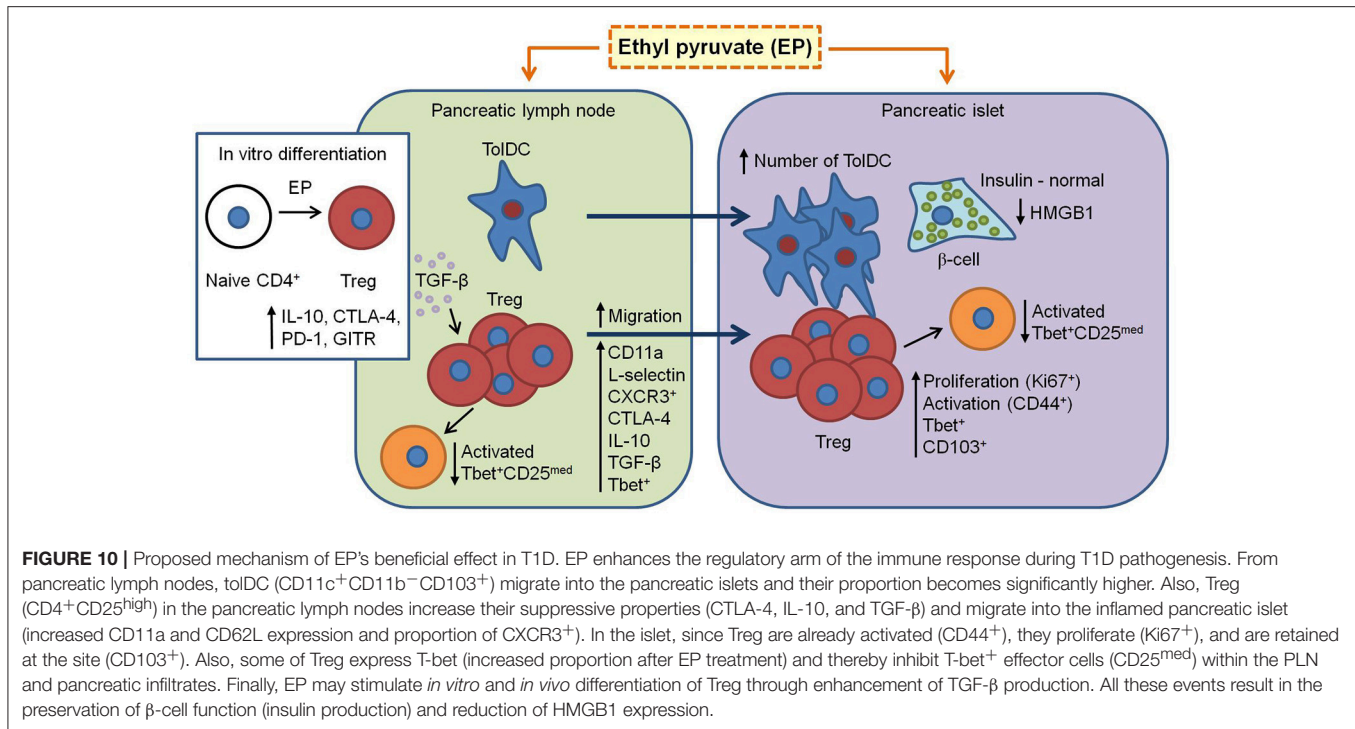 Ethyl pyruvate (EP)
Pancreatic lymph node
In vitro differentiation
EP
Naive CD4⁺
Treg
IL-10, CTLA-4,
PD-1, GITR
TolDC
TGF-β
Treg
Activated
Tbet⁺CD25ᵐᵉᵈ
Migration
CD11a
L-selectin
CXCR3⁺
CTLA-4
IL-10
TGF-β
Tbet⁺
Pancreatic islet
Number of TolDC
Insulin - normal
HMGB1
β-cell
Activated
Tbet⁺CD25ᵐᵉᵈ
Treg
Proliferation (Ki67⁺)
Activation (CD44⁺)
Tbet⁺
CD103⁺
FIGURE 10 | Proposed mechanism of EP's beneficial effect in T1D. EP enhances the regulatory arm of the immune response during T1D pathogenesis. From
pancreatic lymph nodes, tolDC (CD11c⁺CD11b⁻CD103⁺) migrate into the pancreatic islets and their proportion becomes significantly higher. Also, Treg
(CD4⁺CD25ʰⁱᵍʰ) in the pancreatic lymph nodes increase their suppressive properties (CTLA-4, IL-10, and TGF-β) and migrate into the inflamed pancreatic islet
(increased CD11a and CD62L expression and proportion of CXCR3⁺). In the islet, since Treg are already activated (CD44⁺), they proliferate (Ki67⁺), and are retained
at the site (CD103⁺). Also, some of Treg express T-bet (increased proportion after EP treatment) and thereby inhibit T-bet⁺ effector cells (CD25ᵐᵉᵈ) within the PLN
and pancreatic infiltrates. Finally, EP may stimulate in vitro and in vivo differentiation of Treg through enhancement of TGF-β production. All these events result in the
preservation of β-cell function (insulin production) and reduction of HMGB1 expression.